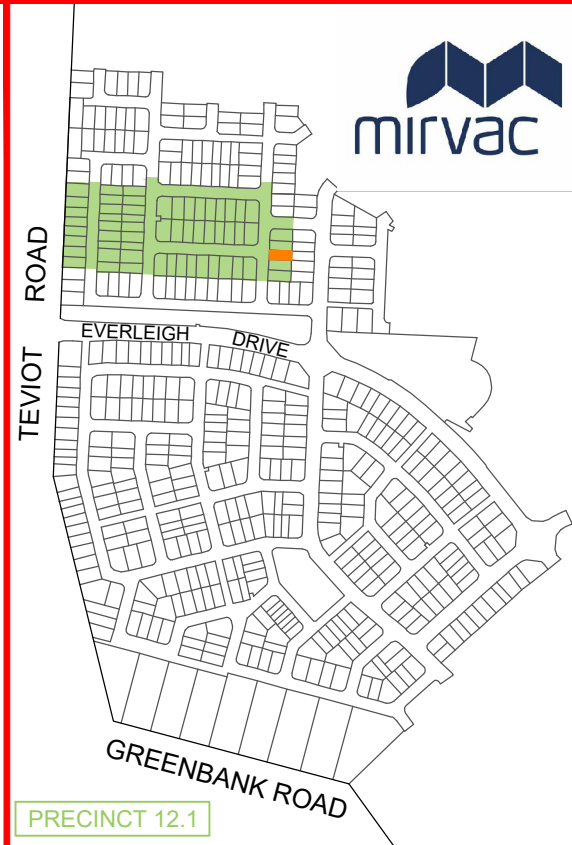 mirvac
TEVIOT ROAD
EVERLEIGH DRIVE
GREENBANK ROAD
PRECINCT 12.1